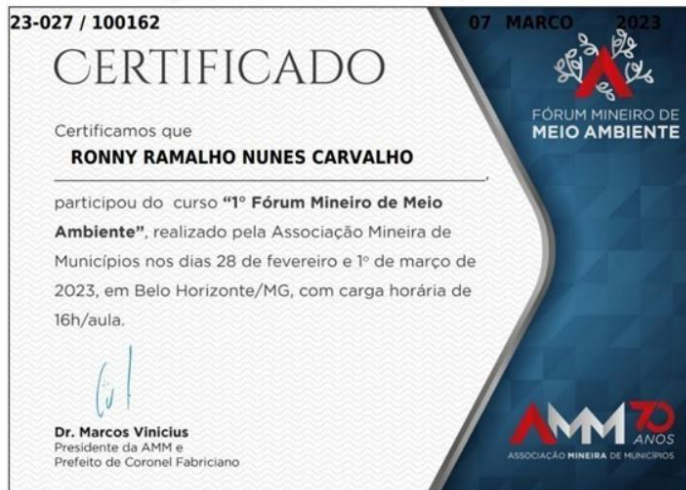 23-027 / 100162
07 MARCO 2023
CERTIFICADO
FÓRUM MINEIRO DE
MEIO AMBIENTE
Certificamos que
RONNY RAMALHO NUNES CARVALHO
participou do curso “1º Fórum Mineiro de Meio
Ambiente”, realizado pela Associação Mineira de
Municípios nos dias 28 de fevereiro e 1º de março de
2023, em Belo Horizonte/MG, com carga horária de
16h/aula.
Dr. Marcos Vinicius
Presidente da AMM e
Prefeito de Coronel Fabriciano
AMM 70
ANOS
ASSOCIAÇÃO MINEIRA DE MUNICÍPIOS